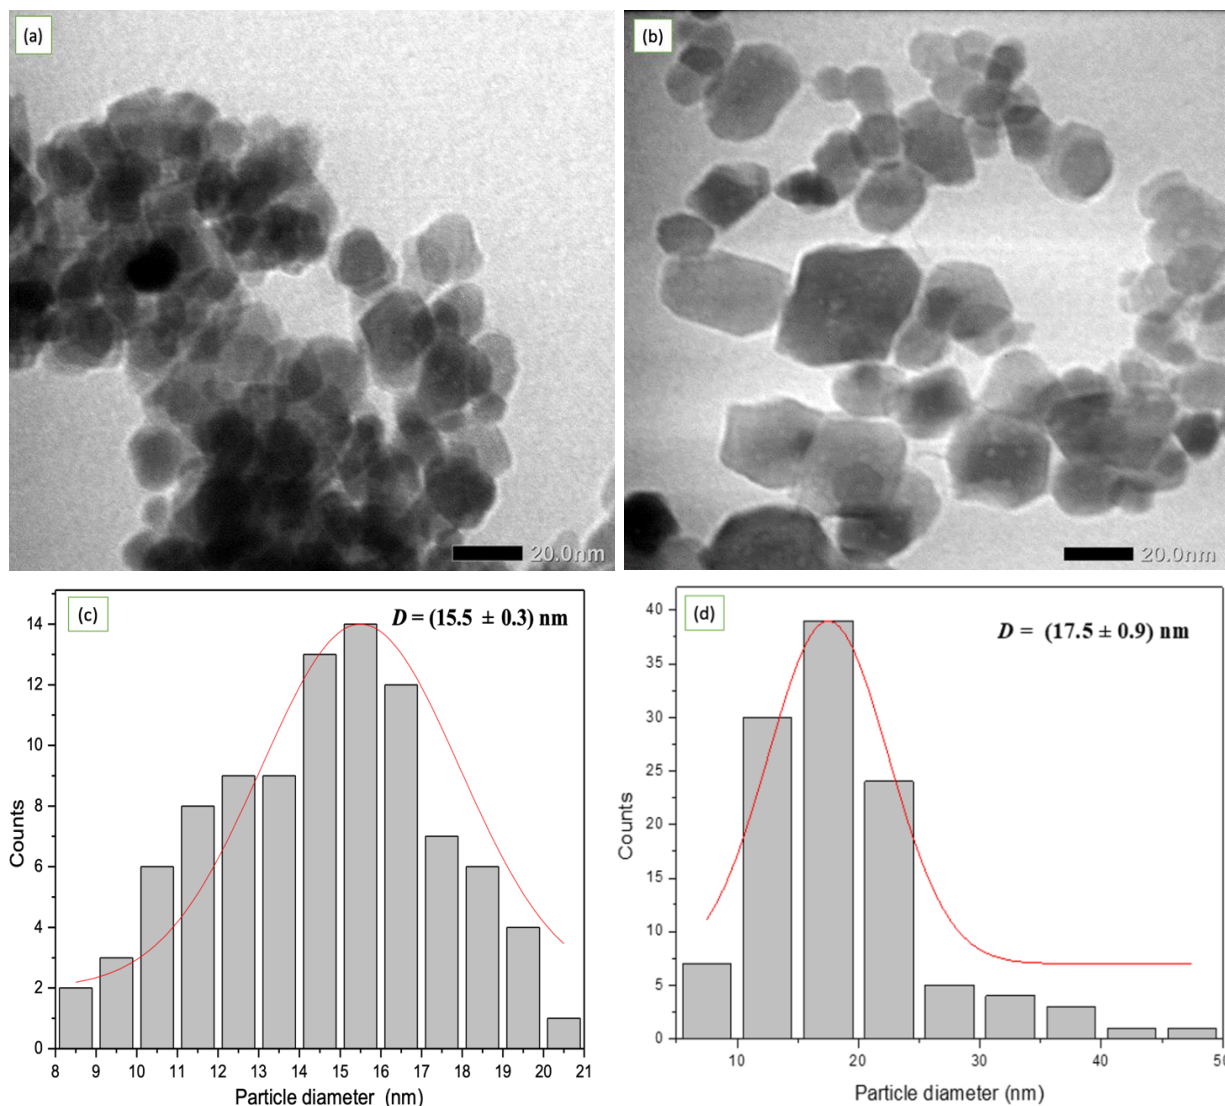 (a)
20.0nm
(b)
20.0nm
(c)
D = (15.5 ± 0.3) nm
14
12
10
8
6
4
2
0
Counts
8 9 10 11 12 13 14 15 16 17 18 19 20 21
Particle diameter (nm)
(d)
D = (17.5 ± 0.9) nm
40
35
30
25
20
15
10
5
0
Counts
10 20 30 40 50
Particle diameter (nm)